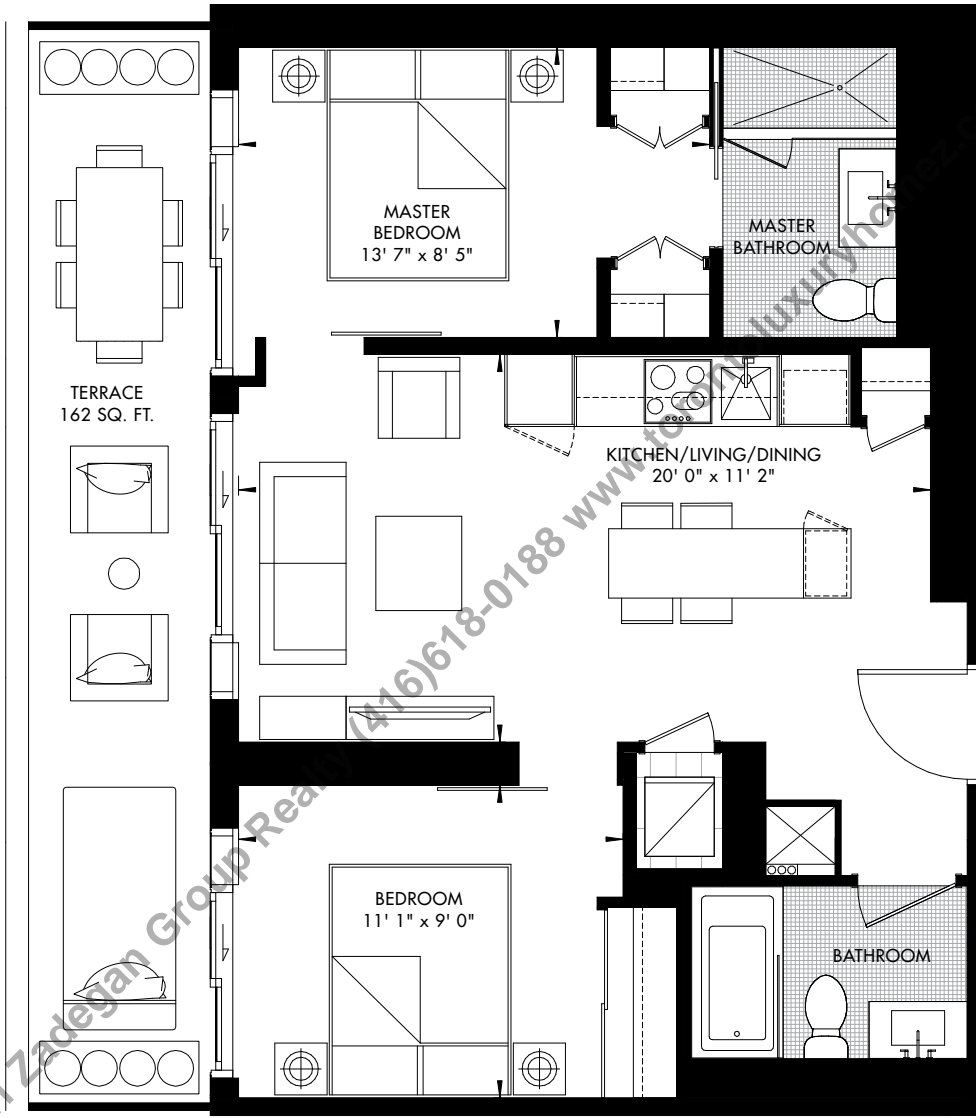 MASTER
BEDROOM
13' 7" x 8' 5"
MASTER
BATHROOM
TERRACE
162 SQ. FT.
KITCHEN/LIVING/DINING
20' 0" x 11' 2"
BEDROOM
11' 1" x 9' 0"
BATHROOM
Zadegan Group Realty (416)618-0188 www.torontoluxuryhomez.c